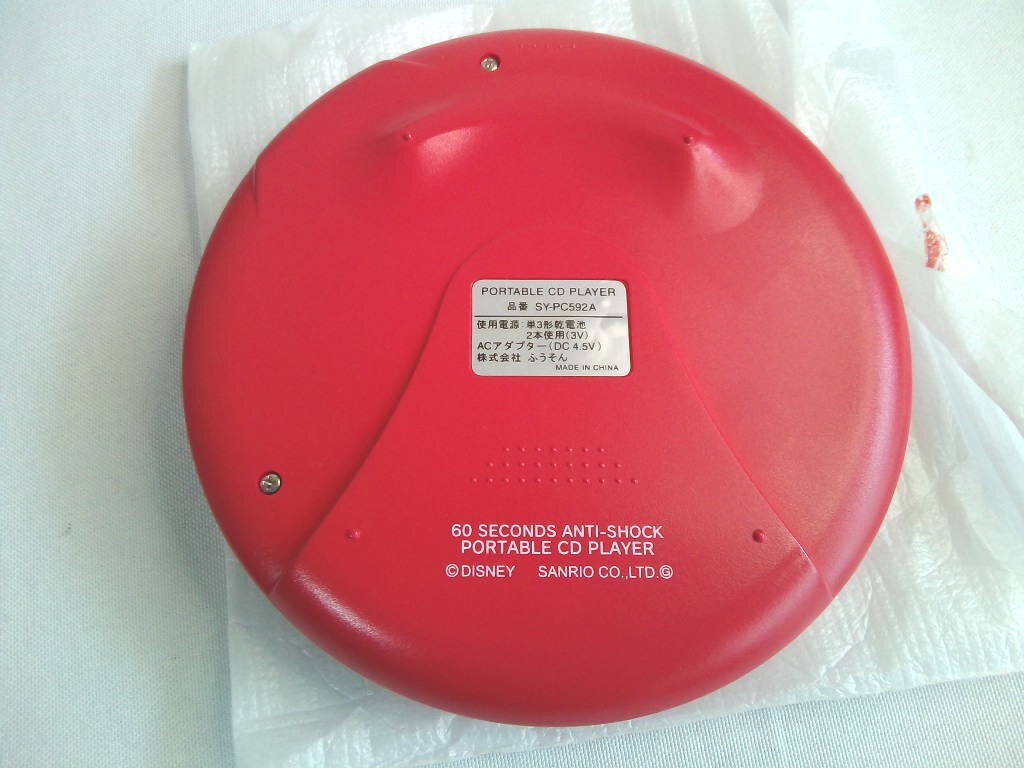 PORTABLE CD PLAYER
品番 SY-PC592A
使用電源:単3形乾電池
2本使用(3V)
ACアダプター(DC 4.5V)
株式会社 ふうそん
MADE IN CHINA
60 SECONDS ANTI-SHOCK
PORTABLE CD PLAYER
©DISNEY SANRIO CO.,LTD.Ⓖ